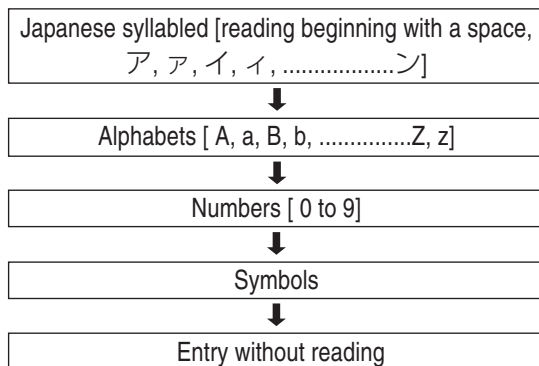 Japanese syllabled [reading beginning with a space,
ア, ァ, イ, ィ, ..................ン]
Alphabets [ A, a, B, b, ...............Z, z]
Numbers [ 0 to 9]
Symbols
Entry without reading